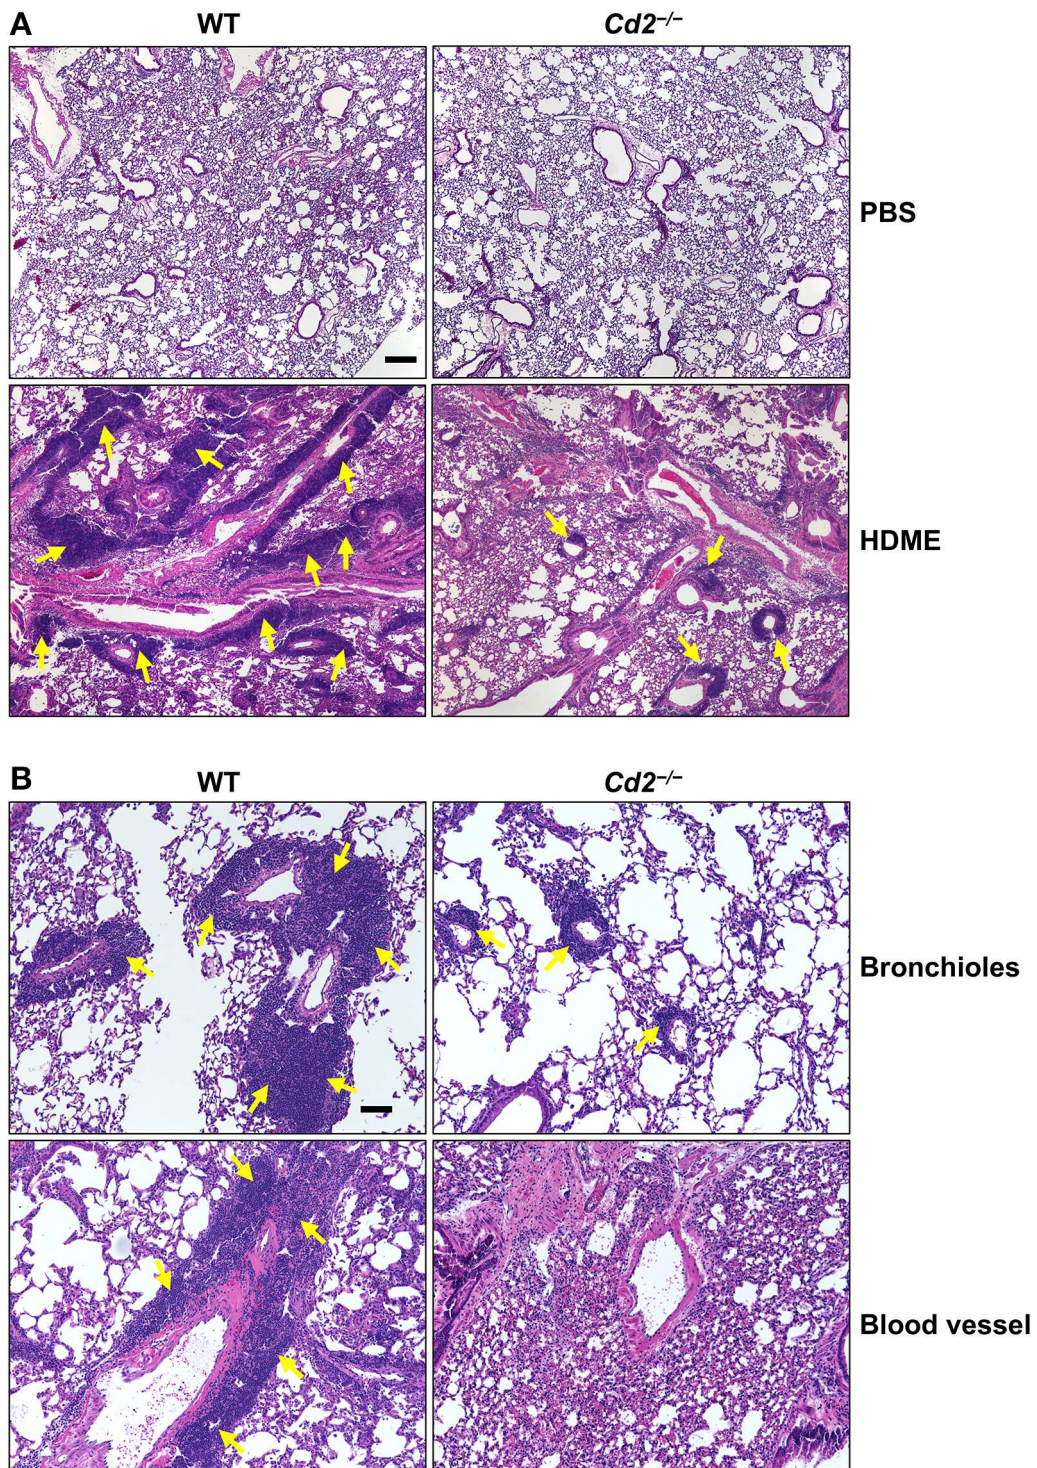 A
WT
Cd2–/–
PBS
HDME
B
WT
Cd2–/–
Bronchioles
Blood vessel